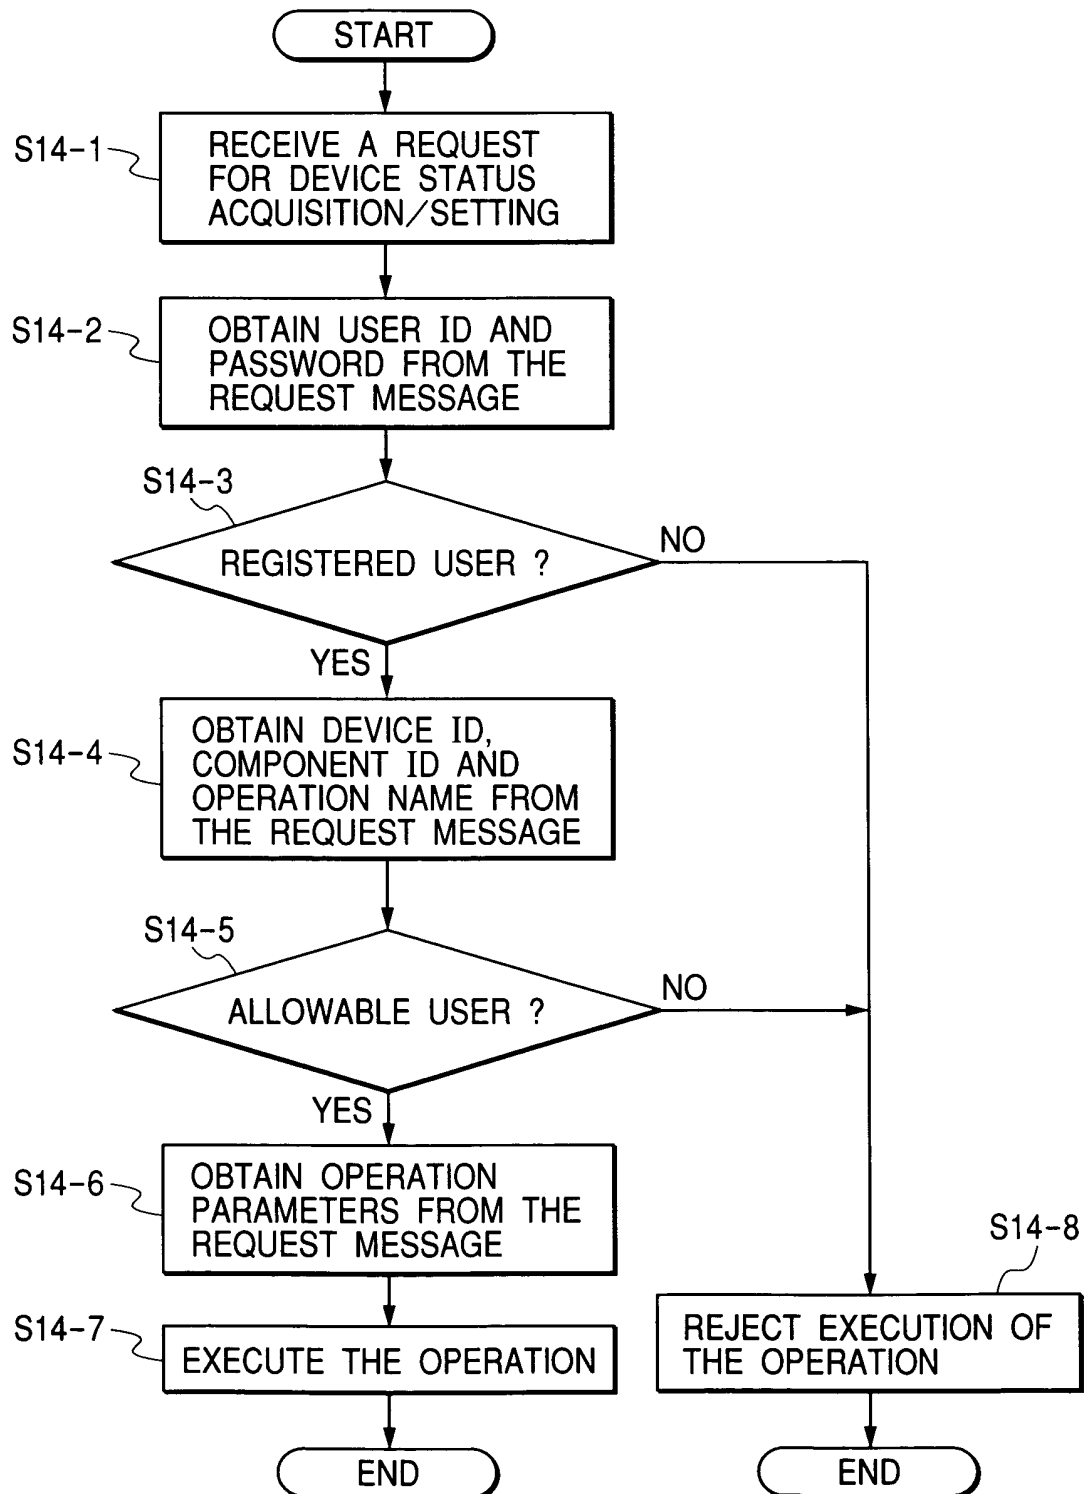 START
S14-1
RECEIVE A REQUEST
FOR DEVICE STATUS
ACQUISITION/SETTING
S14-2
OBTAIN USER ID AND
PASSWORD FROM THE
REQUEST MESSAGE
S14-3
REGISTERED USER ?
NO
YES
S14-4
OBTAIN DEVICE ID,
COMPONENT ID AND
OPERATION NAME FROM
THE REQUEST MESSAGE
S14-5
ALLOWABLE USER ?
NO
YES
S14-6
OBTAIN OPERATION
PARAMETERS FROM THE
REQUEST MESSAGE
S14-7
EXECUTE THE OPERATION
END
S14-8
REJECT EXECUTION OF
THE OPERATION
END